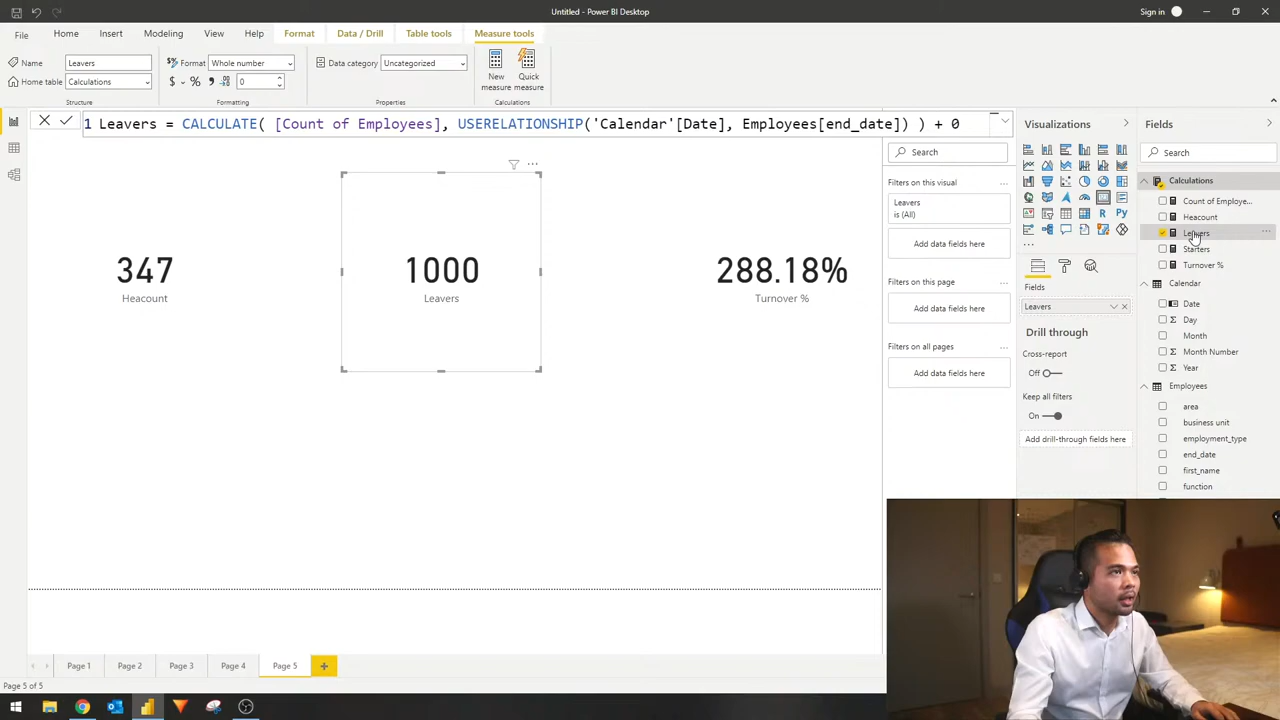 Untitled - Power BI Desktop
Sign in
File
Home
Insert
Modeling
View
Help
Format
Data / Drill
Table tools
Measure tools
Name
Leavers
Home table
Calculations
Structure
Format
Whole number
$
%
,
0
Formatting
Data category
Uncategorized
Properties
New
measure
Quick
measure
Calculations
1 Leavers = CALCULATE( [Count of Employees], USERELATIONSHIP('Calendar'[Date], Employees[end_date]) ) + 0
347
Heacount
1000
Leavers
288.18%
Turnover %
Search
Filters on this visual
...
Leavers
is (All)
Add data fields here
Filters on this page
...
Add data fields here
Filters on all pages
...
Add data fields here
Visualizations
R
Py
...
Fields
Leavers
Drill through
Cross-report
Off
Keep all filters
On
Add drill-through fields here
Fields
Search
Calculations
Count of Employe...
Heacount
Leavers
...
Starters
Turnover %
Calendar
Date
Day
Month
Month Number
Year
Employees
area
business unit
employment_type
end_date
first_name
function
Page 1
Page 2
Page 3
Page 4
Page 5
+
Page 5 of 5